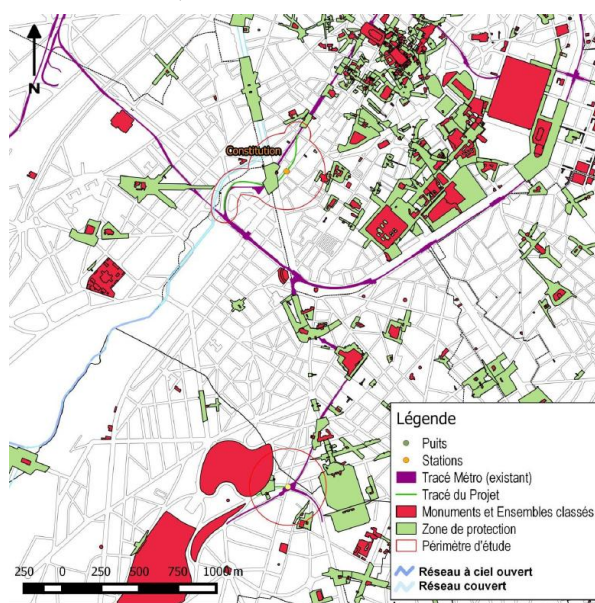 N
Constitution
Légende
Puits
Stations
Tracé Métro (existant)
Tracé du Projet
Monuments et Ensembles classés
Zone de protection
Périmètre d'étude
Réseau à ciel ouvert
Réseau couvert
250 0 250 500 750 1000 m